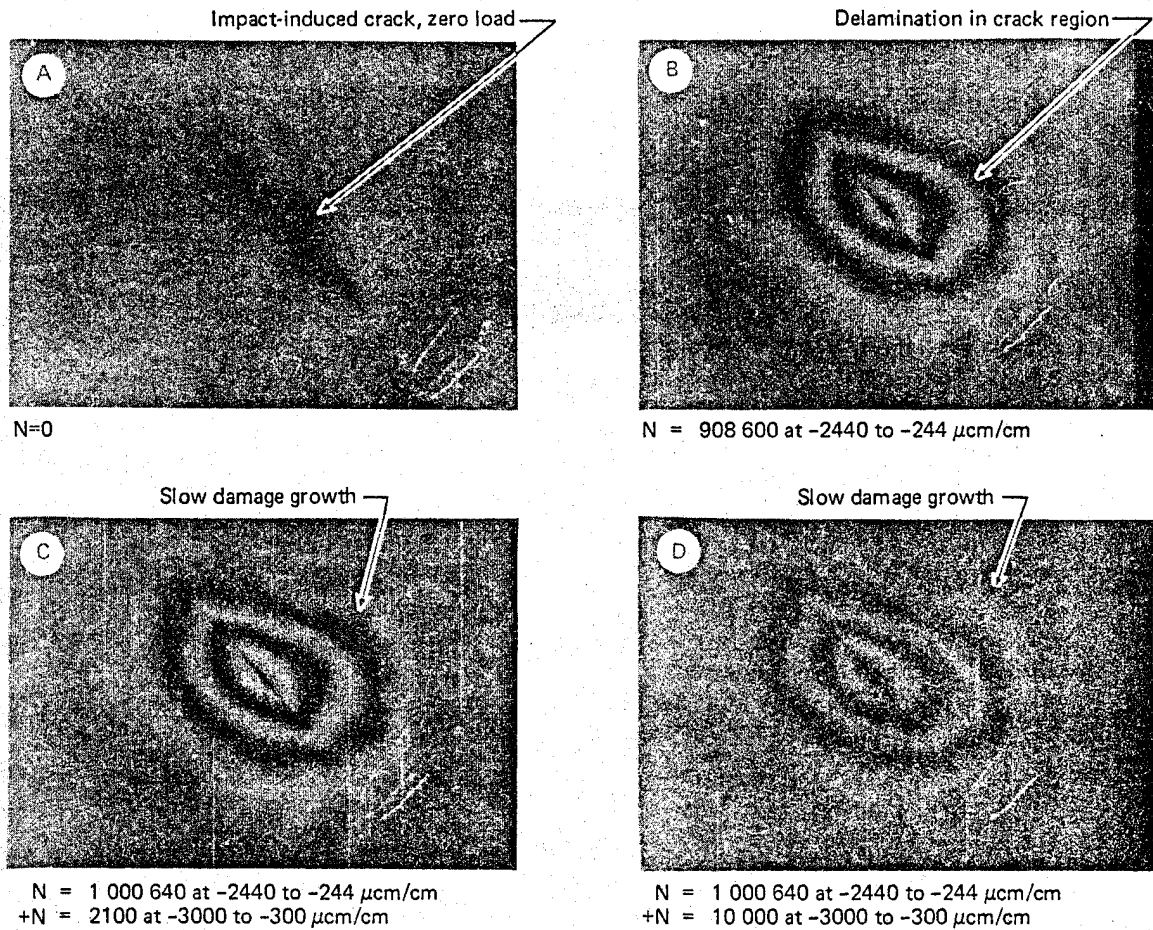 Impact-induced crack, zero load
Delamination in crack region
A
B
N=0
N = 908 600 at –2440 to –244 μcm/cm
Slow damage growth
Slow damage growth
C
D
N = 1 000 640 at –2440 to –244 μcm/cm
+N = 2100 at –3000 to –300 μcm/cm
N = 1 000 640 at –2440 to –244 μcm/cm
+N = 10 000 at –3000 to –300 μcm/cm